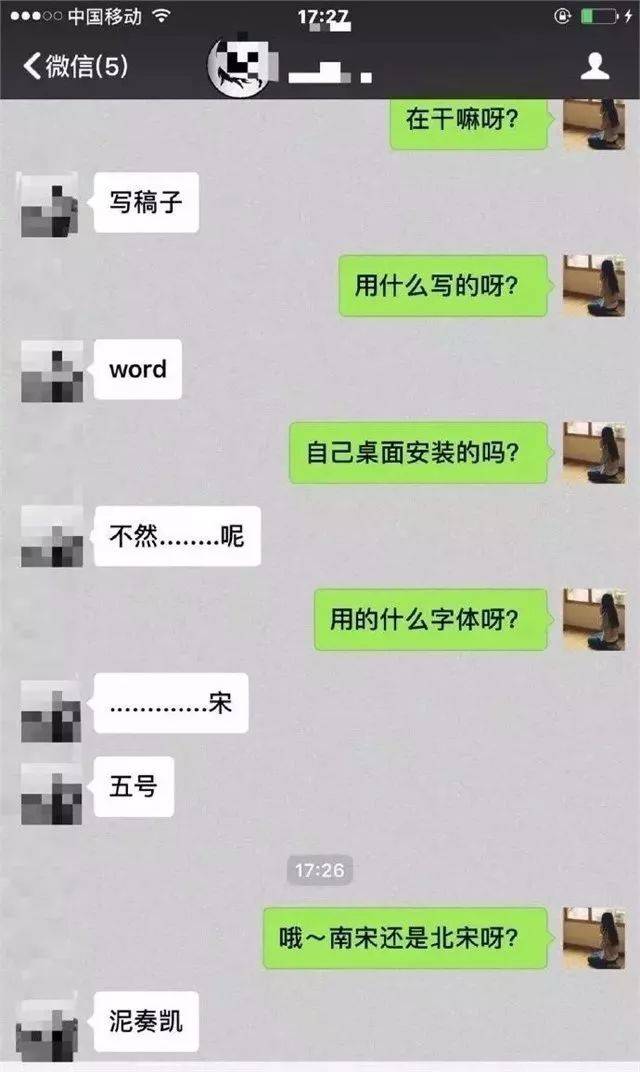 中国移动
17:27
微信(5)
在干嘛呀?
写稿子
用什么写的呀?
word
自己桌面安装的吗?
不然........呢
用的什么字体呀?
.............宋
五号
17:26
哦～南宋还是北宋呀?
泥奏凯